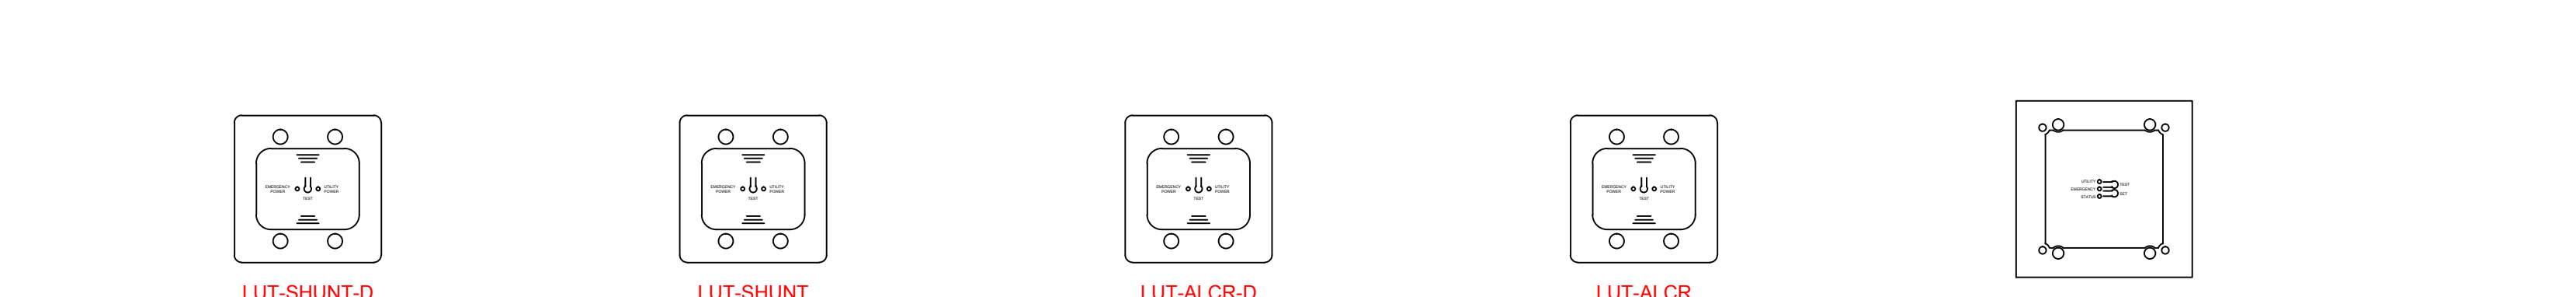 EMERGENCY
POWER
UTILITY
POWER
TEST
LUT-SHUNT-D
EMERGENCY
POWER
UTILITY
POWER
TEST
LUT-SHUNT
EMERGENCY
POWER
UTILITY
POWER
TEST
LUT-ALCR-D
EMERGENCY
POWER
UTILITY
POWER
TEST
LUT-ALCR
UTILITY
EMERGENCY
STATUS
TEST
SET